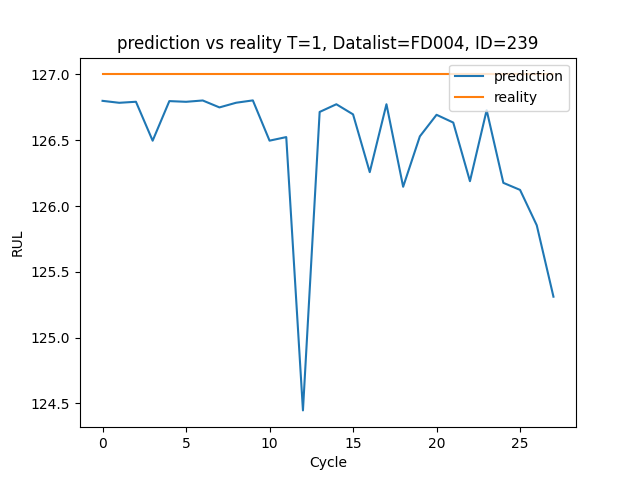 prediction vs reality T=1, Datalist=FD004, ID=239
127.0
126.5
126.0
125.5
125.0
124.5
RUL
prediction
reality
0 5 10 15 20 25
Cycle